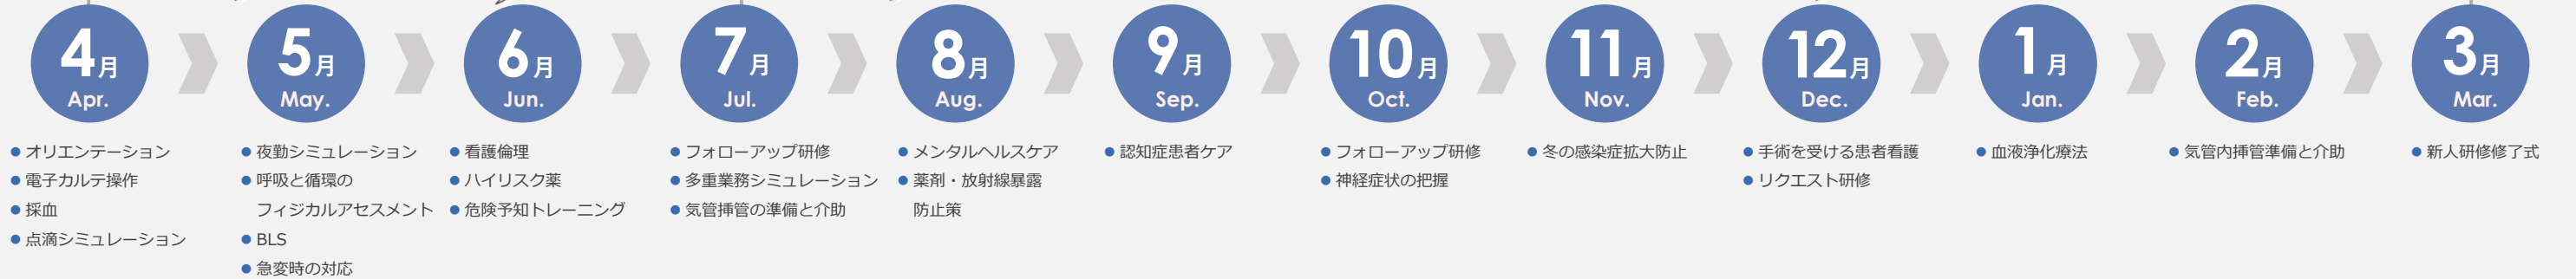 4月
Apr.
5月
May.
6月
Jun.
7月
Jul.
8月
Aug.
9月
Sep.
10月
Oct.
11月
Nov.
12月
Dec.
1月
Jan.
2月
Feb.
3月
Mar.
● オリエンテーション
● 電子カルテ操作
● 採血
● 点滴シミュレーション
● 夜勤シミュレーション
● 呼吸と循環の
フィジカルアセスメント
● BLS
● 急変時の対応
● 看護倫理
● ハイリスク薬
● 危険予知トレーニング
● フォローアップ研修
● 多重業務シミュレーション
● 気管挿管の準備と介助
● メンタルヘルスケア
● 薬剤・放射線暴露
防止策
● 認知症患者ケア
● フォローアップ研修
● 神経症状の把握
● 冬の感染症拡大防止
● 手術を受ける患者看護
● リクエスト研修
● 血液浄化療法
● 気管内挿管準備と介助
● 新人研修修了式